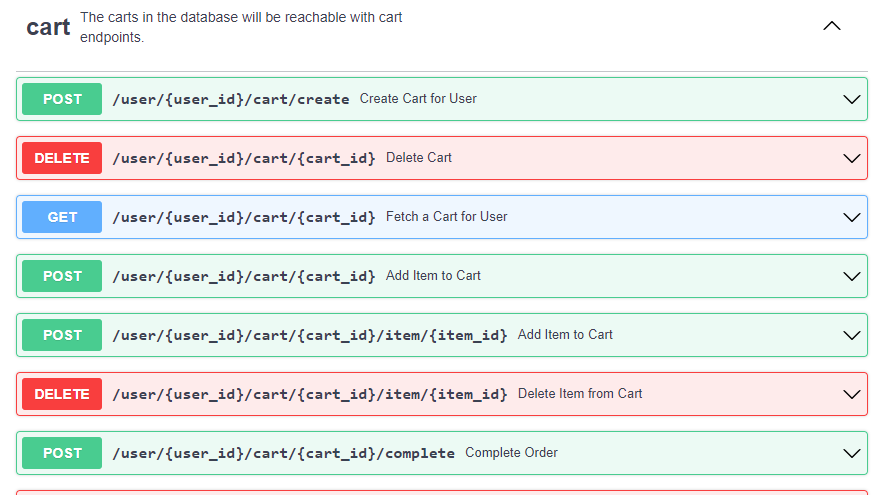 cart The carts in the database will be reachable with cart
endpoints.
POST /user/{user_id}/cart/create Create Cart for User
DELETE /user/{user_id}/cart/{cart_id} Delete Cart
GET /user/{user_id}/cart/{cart_id} Fetch a Cart for User
POST /user/{user_id}/cart/{cart_id} Add Item to Cart
POST /user/{user_id}/cart/{cart_id}/item/{item_id} Add Item to Cart
DELETE /user/{user_id}/cart/{cart_id}/item/{item_id} Delete Item from Cart
POST /user/{user_id}/cart/{cart_id}/complete Complete Order